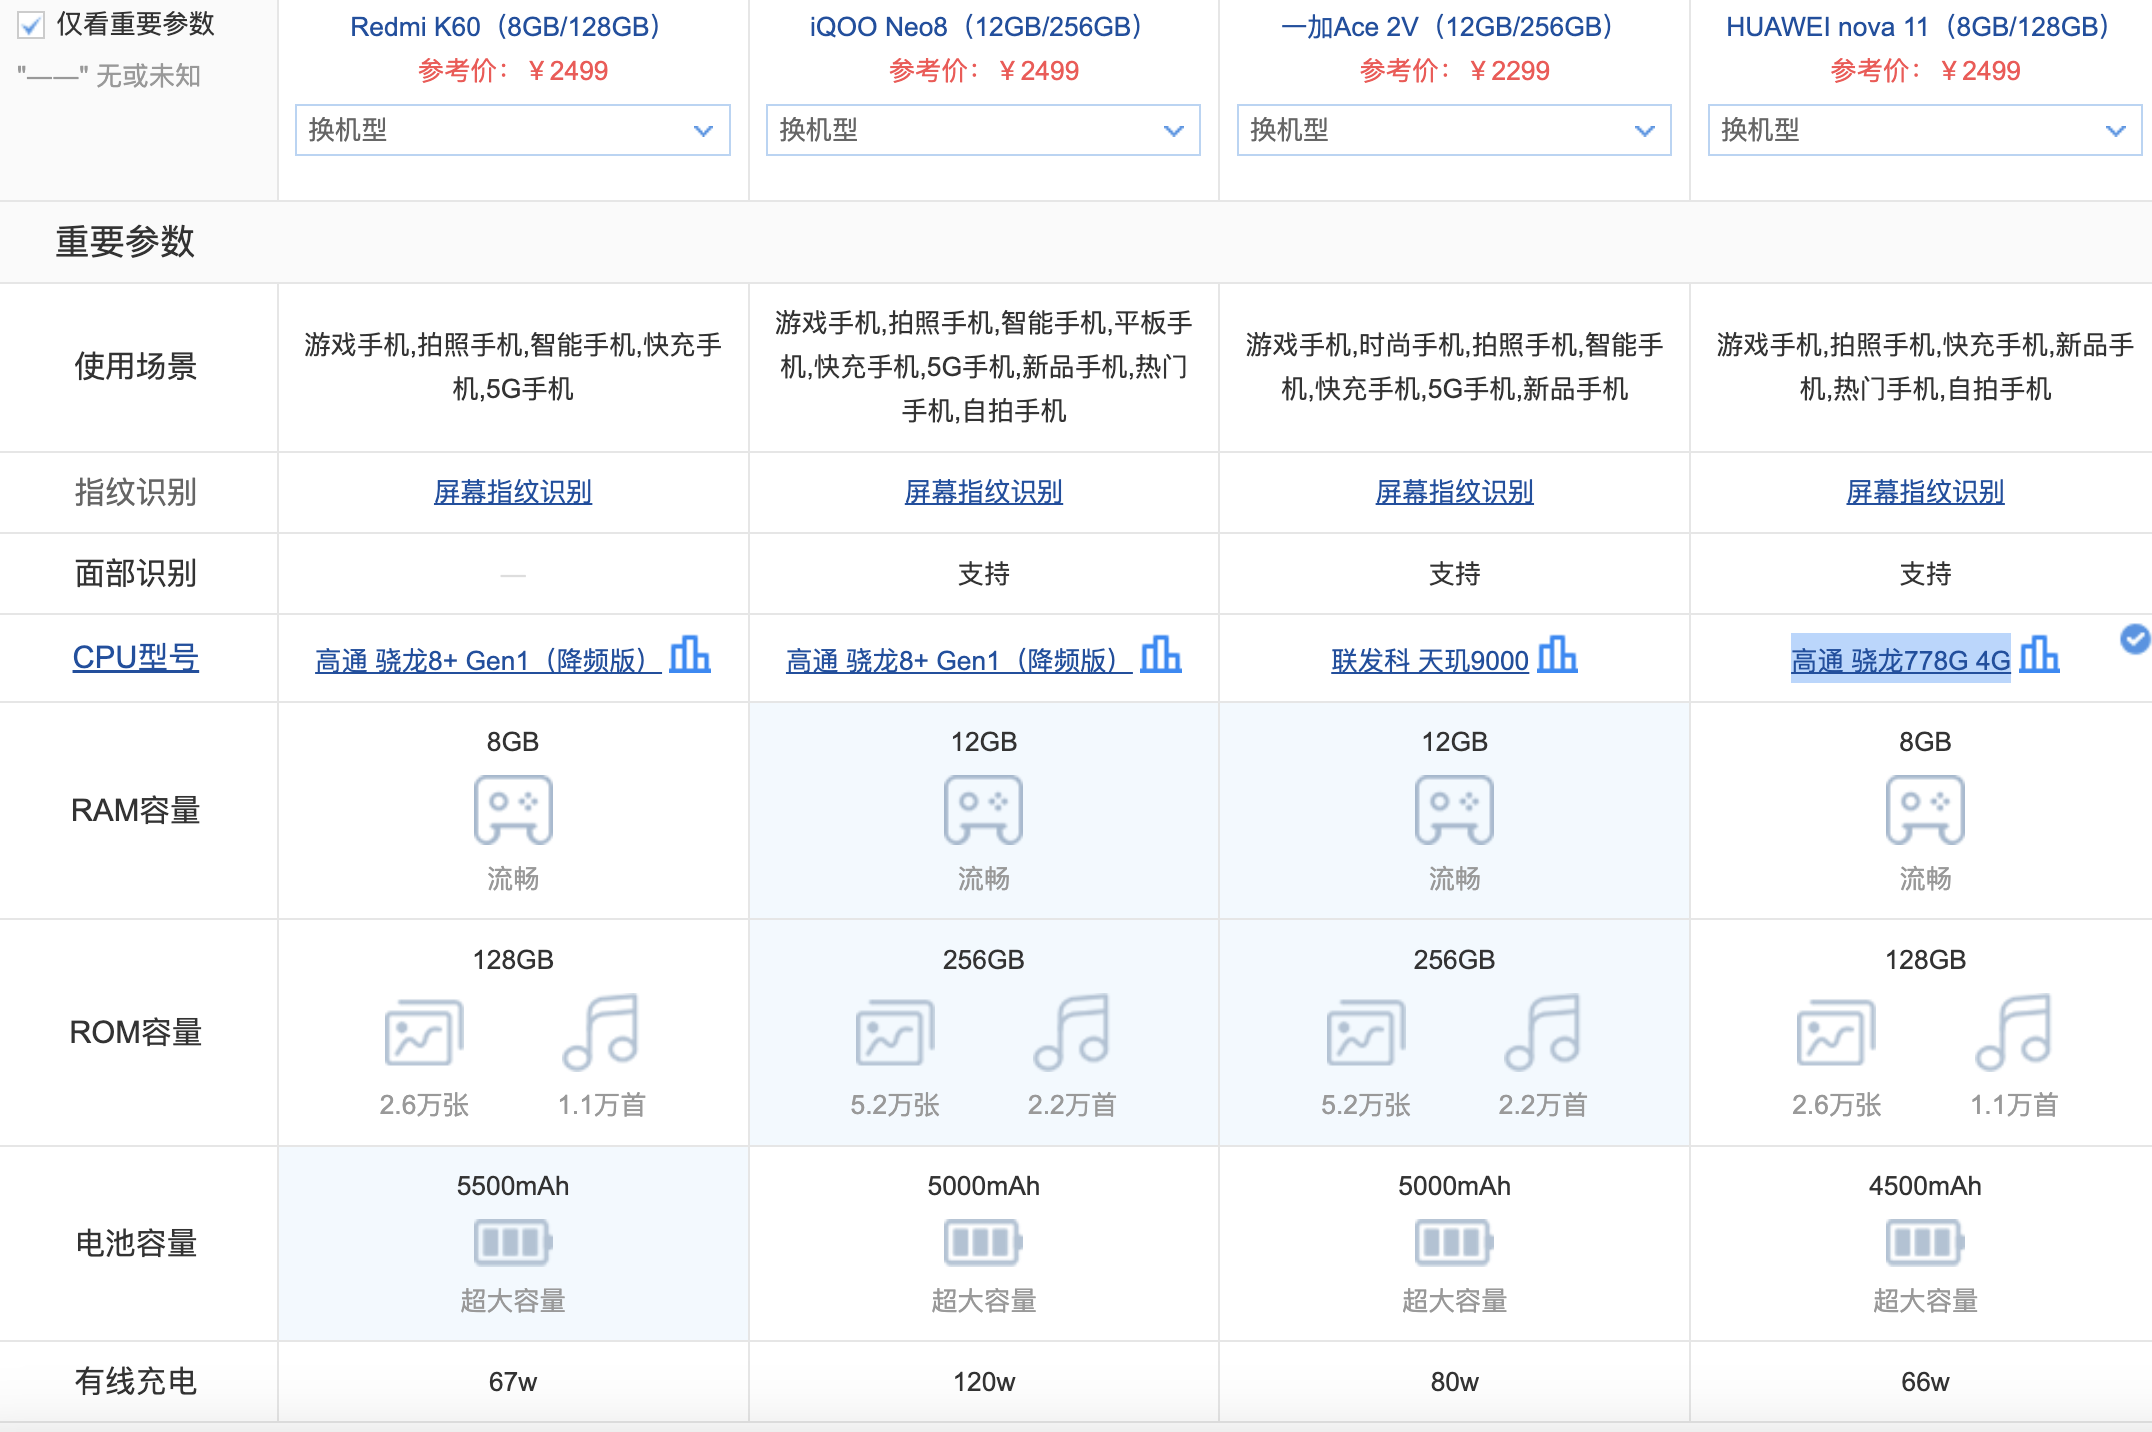 仅看重要参数
"——" 无或未知
Redmi K60（8GB/128GB）
参考价：￥2499
换机型
iQOO Neo8（12GB/256GB）
参考价：￥2499
换机型
一加Ace 2V（12GB/256GB）
参考价：￥2299
换机型
HUAWEI nova 11（8GB/128GB）
参考价：￥2499
换机型
重要参数
使用场景
游戏手机,拍照手机,智能手机,快充手
机,5G手机
游戏手机,拍照手机,智能手机,平板手
机,快充手机,5G手机,新品手机,热门
手机,自拍手机
游戏手机,时尚手机,拍照手机,智能手
机,快充手机,5G手机,新品手机
游戏手机,拍照手机,快充手机,新品手
机,热门手机,自拍手机
指纹识别
屏幕指纹识别
屏幕指纹识别
屏幕指纹识别
屏幕指纹识别
面部识别
—
支持
支持
支持
CPU型号
高通 骁龙8+ Gen1（降频版）
高通 骁龙8+ Gen1（降频版）
联发科 天玑9000
高通 骁龙778G 4G
RAM容量
8GB
流畅
12GB
流畅
12GB
流畅
8GB
流畅
ROM容量
128GB
2.6万张 1.1万首
256GB
5.2万张 2.2万首
256GB
5.2万张 2.2万首
128GB
2.6万张 1.1万首
电池容量
5500mAh
超大容量
5000mAh
超大容量
5000mAh
超大容量
4500mAh
超大容量
有线充电
67w
120w
80w
66w